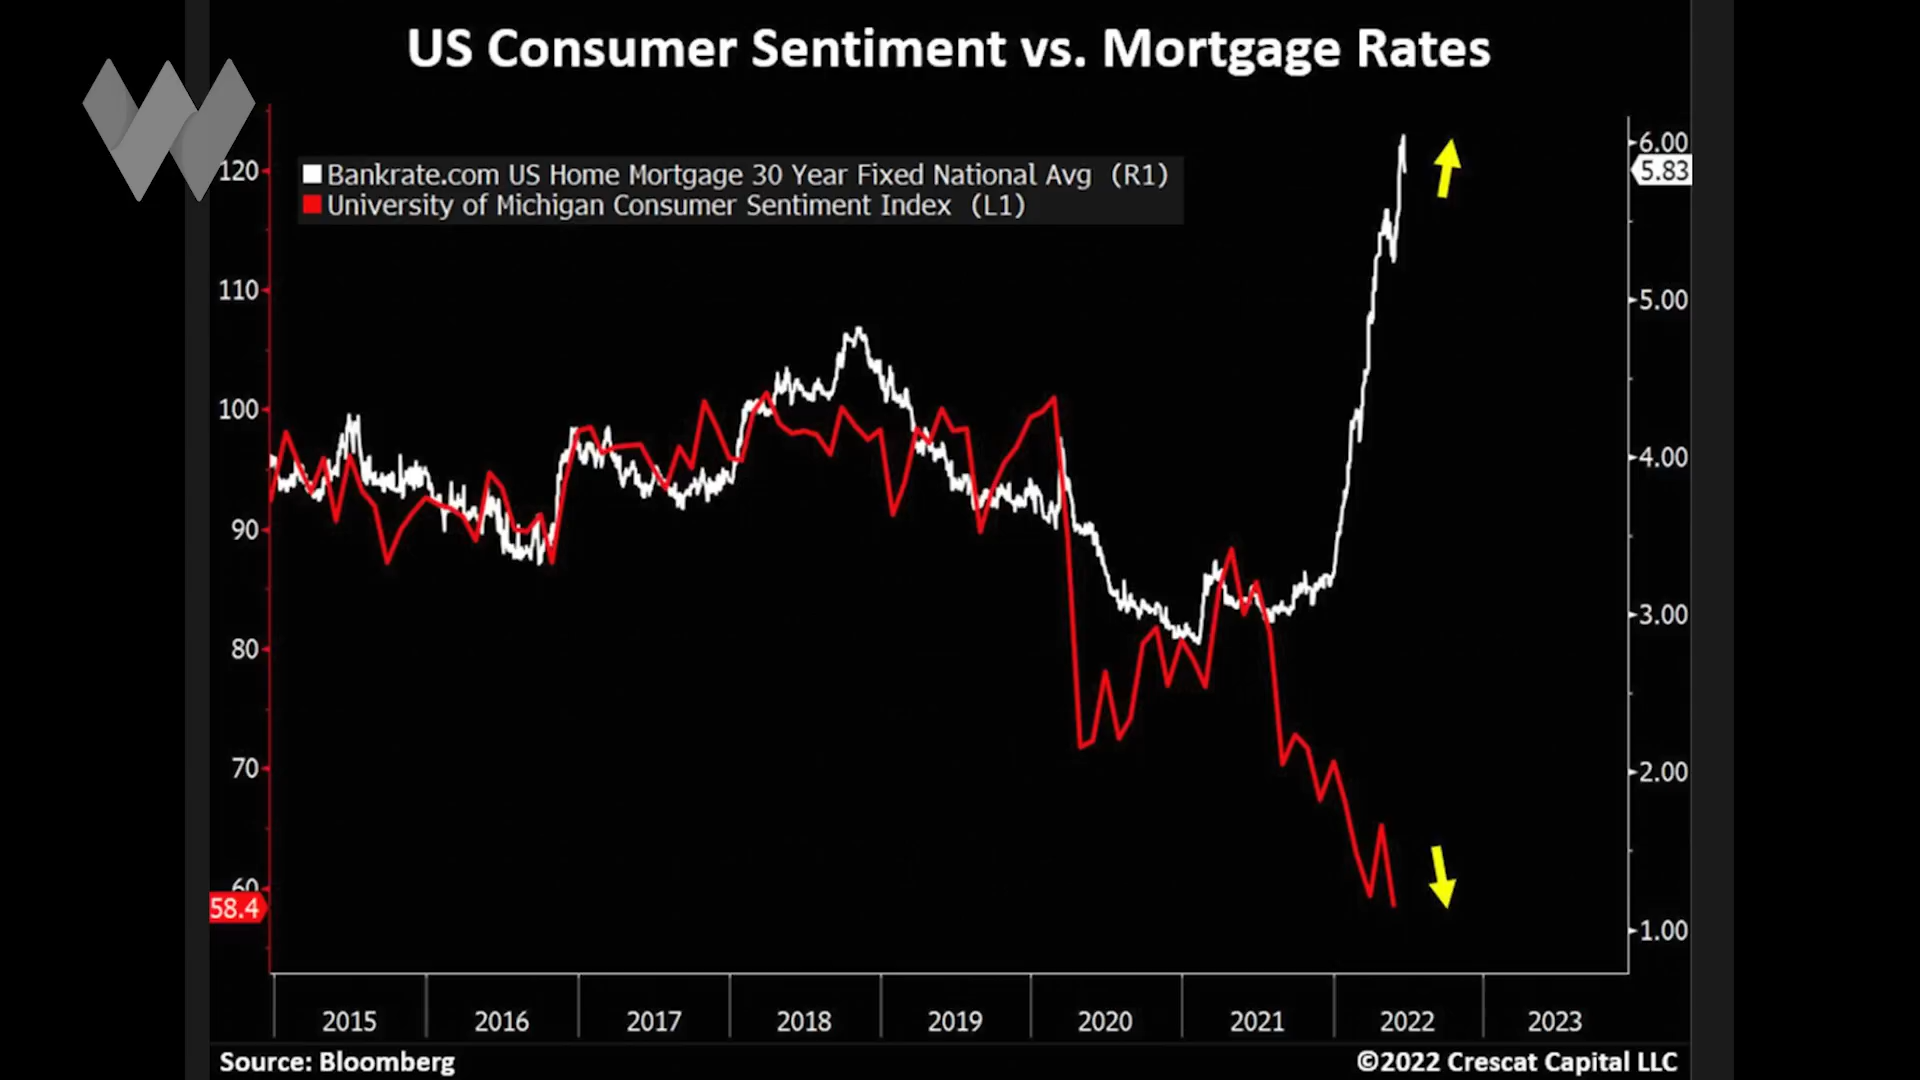 US Consumer Sentiment vs. Mortgage Rates
Bankrate.com US Home Mortgage 30 Year Fixed National Avg (R1)
University of Michigan Consumer Sentiment Index (L1)
120
110
100
90
80
70
60
58.4
6.00
5.83
5.00
4.00
3.00
2.00
1.00
2015 2016 2017 2018 2019 2020 2021 2022 2023
Source: Bloomberg
©2022 Crescat Capital LLC